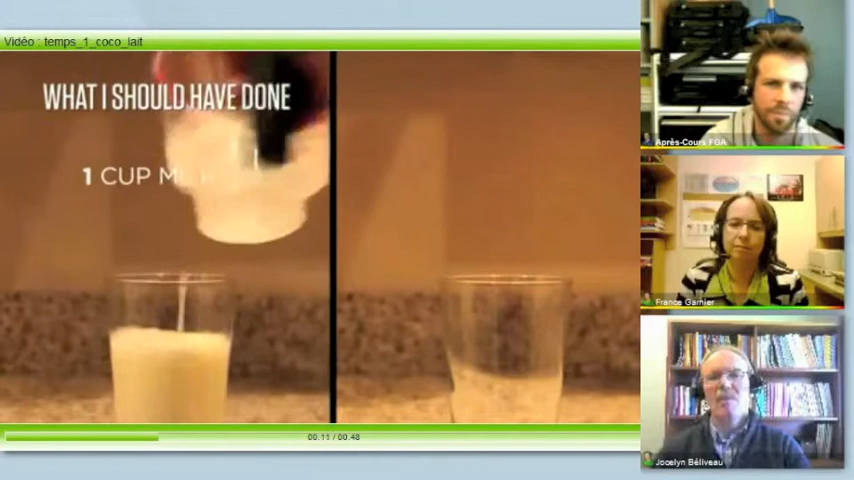 Vidéo : temps_1_coco_lait
WHAT I SHOULD HAVE DONE
1 CUP
00:11 / 00:48
Après-Cours FGA
France Garnier
Jocelyn Béliveau